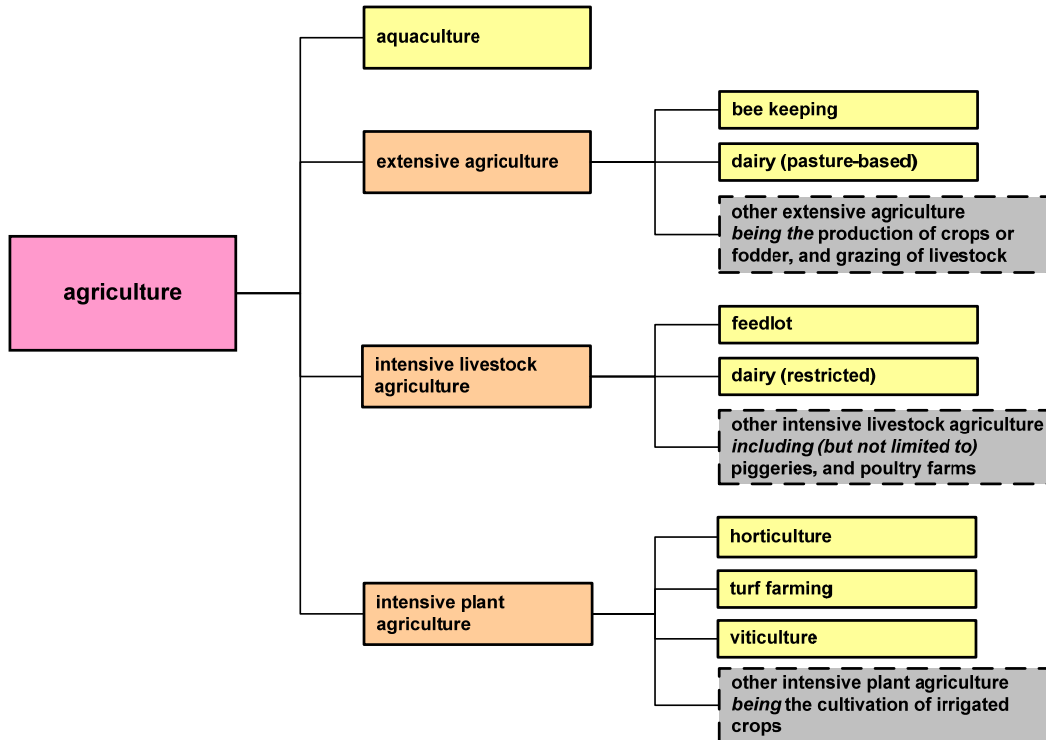 aquaculture
bee keeping
extensive agriculture
dairy (pasture-based)
other extensive agriculture
being the production of crops or
fodder, and grazing of livestock
agriculture
feedlot
intensive livestock
agriculture
dairy (restricted)
other intensive livestock agriculture
including (but not limited to)
piggeries, and poultry farms
horticulture
intensive plant
agriculture
turf farming
viticulture
other intensive plant agriculture
being the cultivation of irrigated
crops